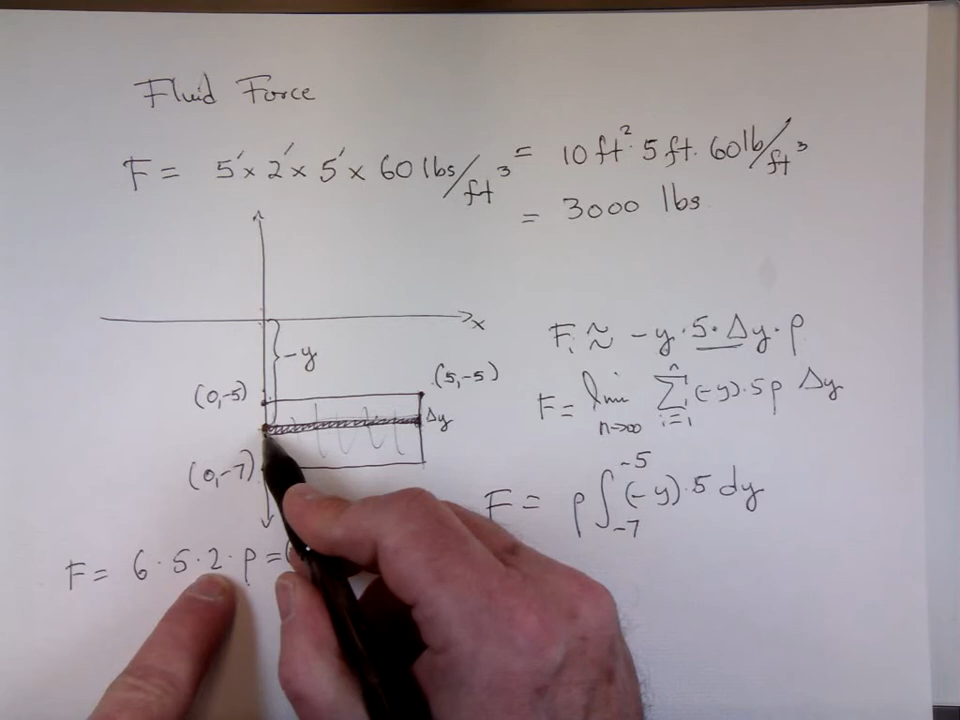 Fluid Force
F = 5' x 2' x 5' x 60 lbs/ft³ = 10 ft² · 5 ft · 60 lb/ft³
= 3000 lbs
x
-y
(0,-5)
(5,-5)
Δy
(0,-7)
Fᵢ ≈ -y · 5 · Δy · ρ
F = lim n→∞ Σ i=1 n (-y) · 5ρ Δy
F = ρ ∫ -7 -5 (-y) · 5 dy
F = 6 · 5 · 2 · ρ = (